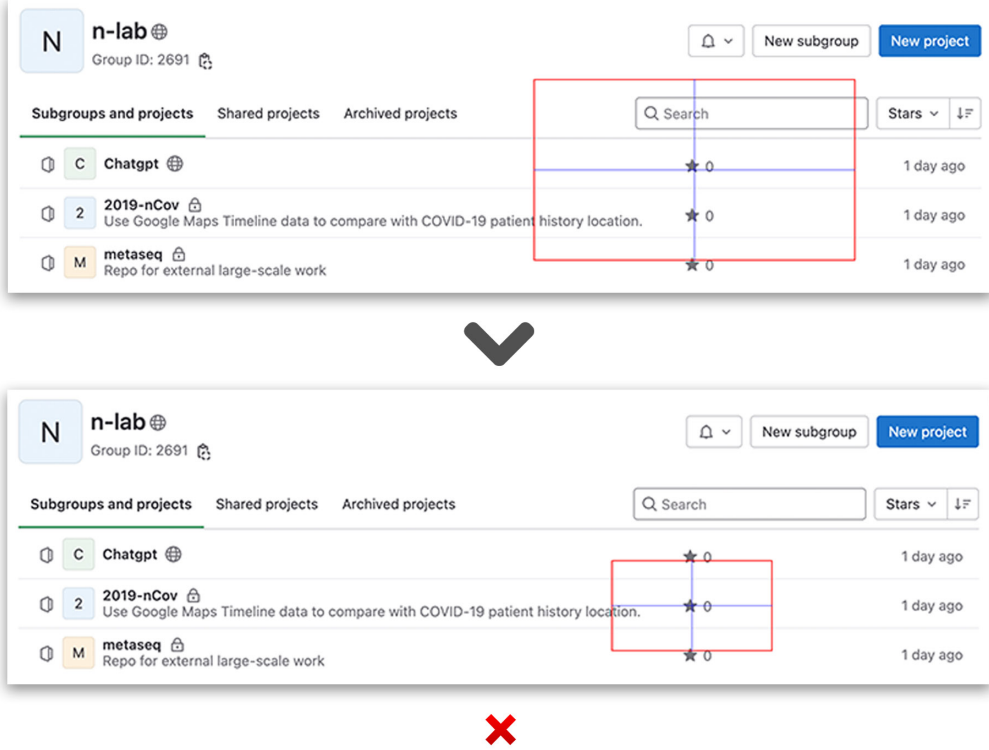 N n-lab
Group ID: 2691
New subgroup New project
Subgroups and projects Shared projects Archived projects Search Stars
C Chatgpt 0 1 day ago
2 2019-nCov 0 1 day ago
Use Google Maps Timeline data to compare with COVID-19 patient history location.
M metaseq 0 1 day ago
Repo for external large-scale work
N n-lab
Group ID: 2691
New subgroup New project
Subgroups and projects Shared projects Archived projects Search Stars
C Chatgpt 0 1 day ago
2 2019-nCov 0 1 day ago
Use Google Maps Timeline data to compare with COVID-19 patient history location.
M metaseq 0 1 day ago
Repo for external large-scale work